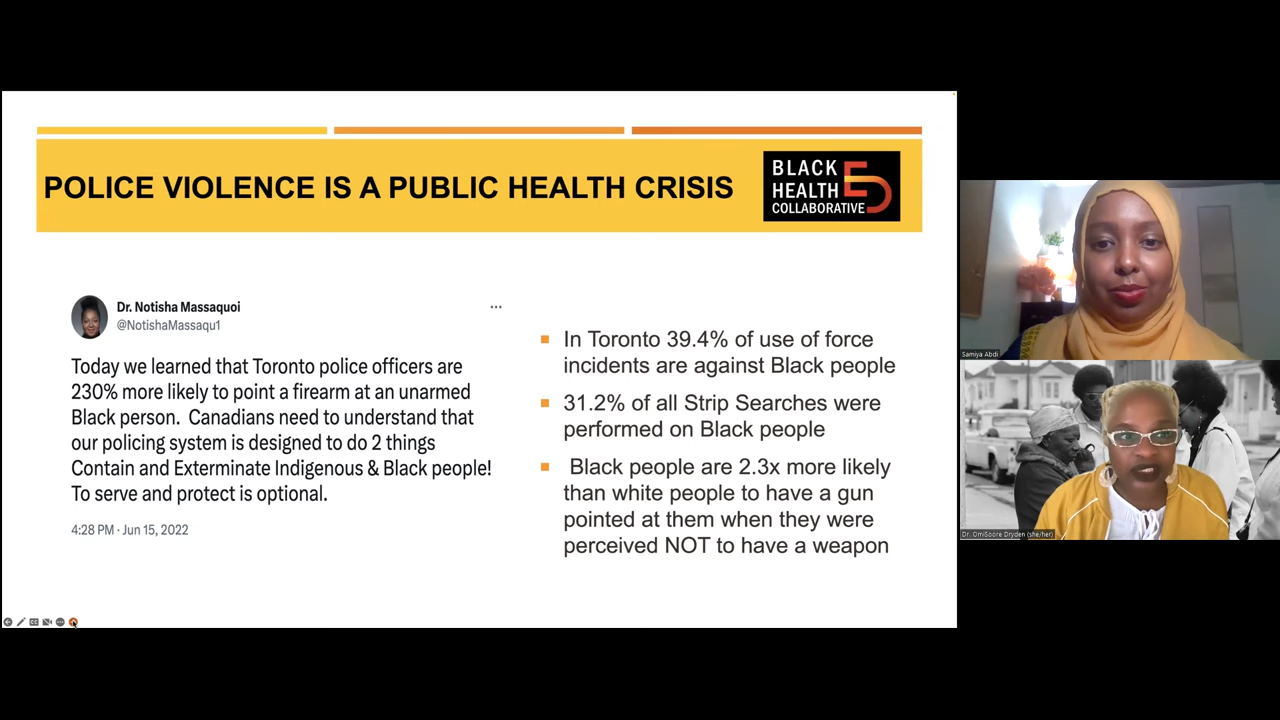 POLICE VIOLENCE IS A PUBLIC HEALTH CRISIS
BLACK
HEALTH
COLLABORATIVE
Dr. Notisha Massaquoi
@NotishaMassaqu1
Today we learned that Toronto police officers are
230% more likely to point a firearm at an unarmed
Black person. Canadians need to understand that
our policing system is designed to do 2 things
Contain and Exterminate Indigenous & Black people!
To serve and protect is optional.
4:28 PM · Jun 15, 2022
In Toronto 39.4% of use of force
incidents are against Black people
31.2% of all Strip Searches were
performed on Black people
Black people are 2.3x more likely
than white people to have a gun
pointed at them when they were
perceived NOT to have a weapon
Samiya Abdi
Dr. OmiSoore Dryden (she/her)